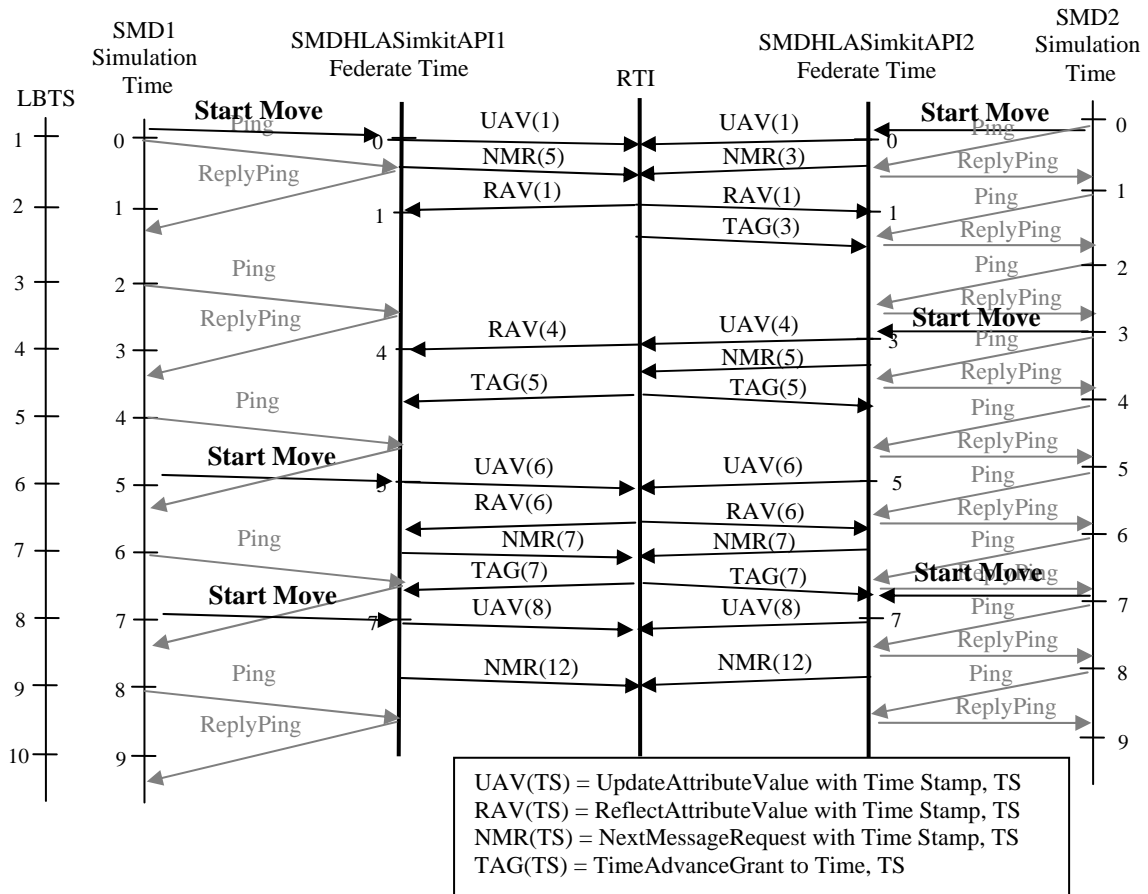 SMD1
Simulation
Time
SMDHLASimkitAPI1
Federate Time
RTI
SMDHLASimkitAPI2
Federate Time
SMD2
Simulation
Time
LBTS
Start Move
Start Move
1
0
Ping
0
UAV(1)
UAV(1)
0
Ping
0
NMR(5)
NMR(3)
ReplyPing
ReplyPing
RAV(1)
RAV(1)
2
1
1
1
1
Ping
TAG(3)
ReplyPing
Ping
3
2
2
Ping
ReplyPing
ReplyPing
Start Move
RAV(4)
UAV(4)
4
3
4
3
3
Ping
NMR(5)
ReplyPing
TAG(5)
TAG(5)
Ping
5
4
4
Ping
Start Move
ReplyPing
UAV(6)
UAV(6)
6
5
5
5
5
Ping
RAV(6)
RAV(6)
ReplyPing
Ping
NMR(7)
NMR(7)
7
6
6
Ping
TAG(7)
TAG(7)
Start Move
ReplyPing
Start Move
UAV(8)
UAV(8)
8
7
7
7
7
Ping
ReplyPing
Ping
NMR(12)
NMR(12)
9
8
8
Ping
ReplyPing
ReplyPing
10
9
9
UAV(TS) = UpdateAttributeValue with Time Stamp, TS
RAV(TS) = ReflectAttributeValue with Time Stamp, TS
NMR(TS) = NextMessageRequest with Time Stamp, TS
TAG(TS) = TimeAdvanceGrant to Time, TS